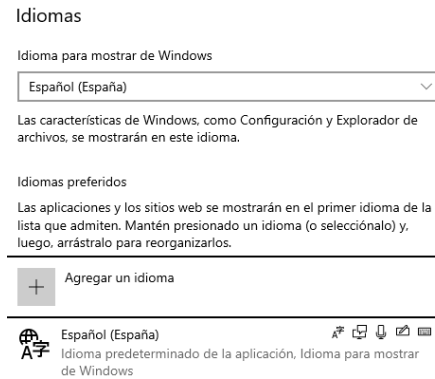 Idiomas
Idioma para mostrar de Windows
Español (España)
Las características de Windows, como Configuración y Explorador de
archivos, se mostrarán en este idioma.
Idiomas preferidos
Las aplicaciones y los sitios web se mostrarán en el primer idioma de la
lista que admiten. Mantén presionado un idioma (o selecciónalo) y,
luego, arrástralo para reorganizarlos.
Agregar un idioma
Español (España)
Idioma predeterminado de la aplicación, Idioma para mostrar
de Windows